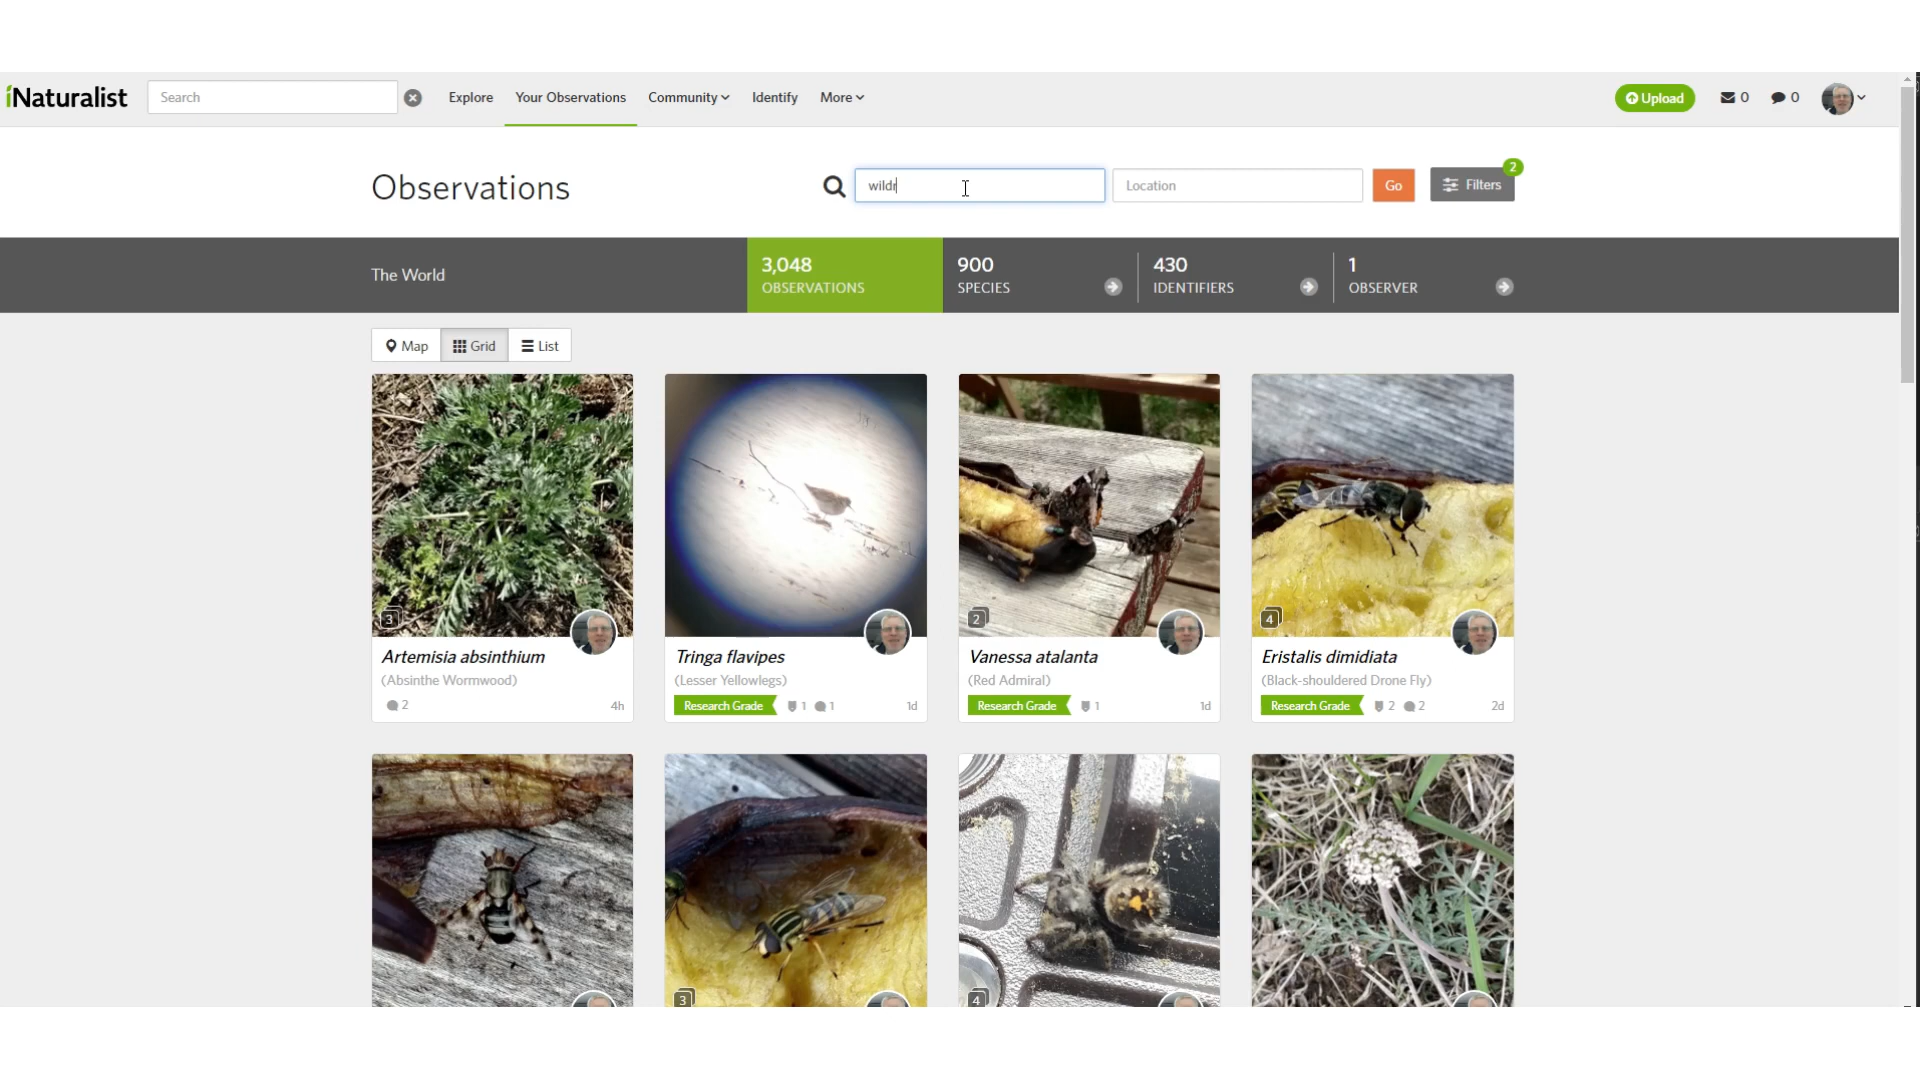 iNaturalist
Search
Explore
Your Observations
Community
Identify
More
Upload
0
0
Observations
wildr
Location
Go
Filters
2
The World
3,048
OBSERVATIONS
900
SPECIES
430
IDENTIFIERS
1
OBSERVER
Map
Grid
List
3
2
4
Artemisia absinthium
(Absinthe Wormwood)
2
4h
Tringa flavipes
(Lesser Yellowlegs)
Research Grade
1
1
1d
Vanessa atalanta
(Red Admiral)
Research Grade
1
1d
Eristalis dimidiata
(Black-shouldered Drone Fly)
Research Grade
2
2
2d
3
4